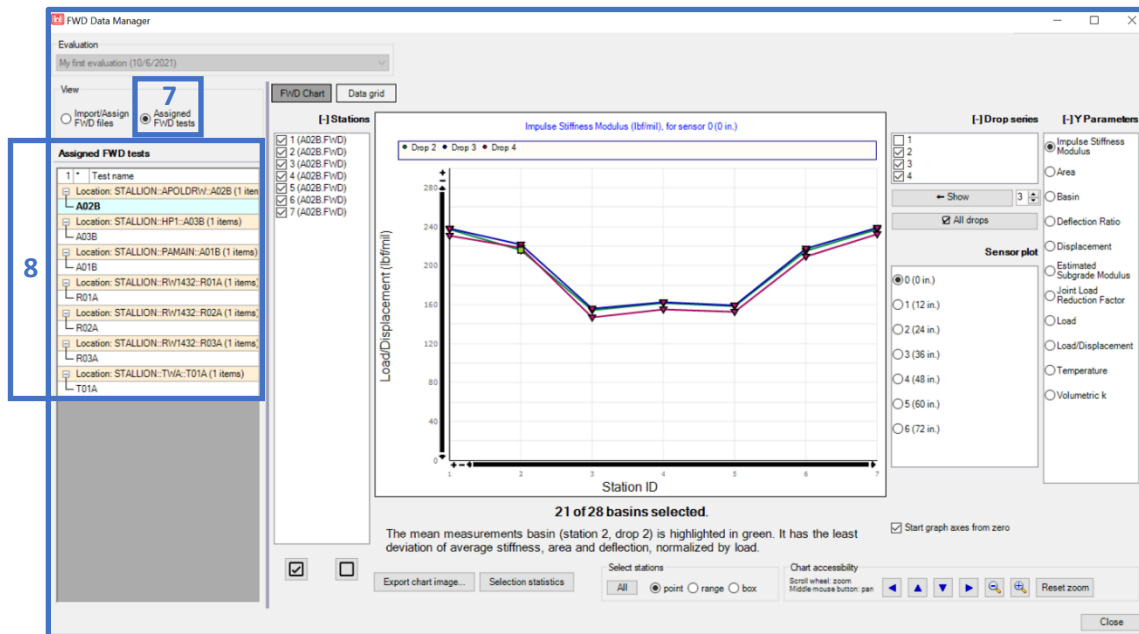 FWD Data Manager
Evaluation
My first evaluation (10/6/2021)
View
7
Import/Assign
FWD files
Assigned
FWD tests
8
Assigned FWD tests
1 * Test name
Location: STALLION::APOLDRW::A02B (1 iten
A02B
Location: STALLION::HP1::A03B (1 items)
A03B
Location: STALLION::PAMAIN::A01B (1 items)
A01B
Location: STALLION::RW1432::R01A (1 items)
R01A
Location: STALLION::RW1432::R02A (1 items)
R02A
Location: STALLION::RW1432::R03A (1 items)
R03A
Location: STALLION::TWA::T01A (1 items)
T01A
FWD Chart Data grid
[-] Stations
1 (A02B.FWD)
2 (A02B.FWD)
3 (A02B.FWD)
4 (A02B.FWD)
5 (A02B.FWD)
6 (A02B.FWD)
7 (A02B.FWD)
Impulse Stiffness Modulus (lbf/mil), for sensor 0 (0 in.)
Drop 2 Drop 3 Drop 4
Load/Displacement (lbf/mil)
280
240
200
160
120
80
40
0
1 2 3 4 5 6 7
Station ID
21 of 28 basins selected.
The mean measurements basin (station 2, drop 2) is highlighted in green. It has the least
deviation of average stiffness, area and deflection, normalized by load.
Export chart image... Selection statistics
Select stations
All point range box
Chart accessibility
Scroll wheel: zoom
Middle mouse button: pan
Reset zoom
[-] Drop series
1
2
3
4
← Show 3
All drops
Sensor plot
0 (0 in.)
1 (12 in.)
2 (24 in.)
3 (36 in.)
4 (48 in.)
5 (60 in.)
6 (72 in.)
Start graph axes from zero
[-] Y Parameters
Impulse Stiffness
Modulus
Area
Basin
Deflection Ratio
Displacement
Estimated
Subgrade Modulus
Joint Load
Reduction Factor
Load
Load/Displacement
Temperature
Volumetric k
Close